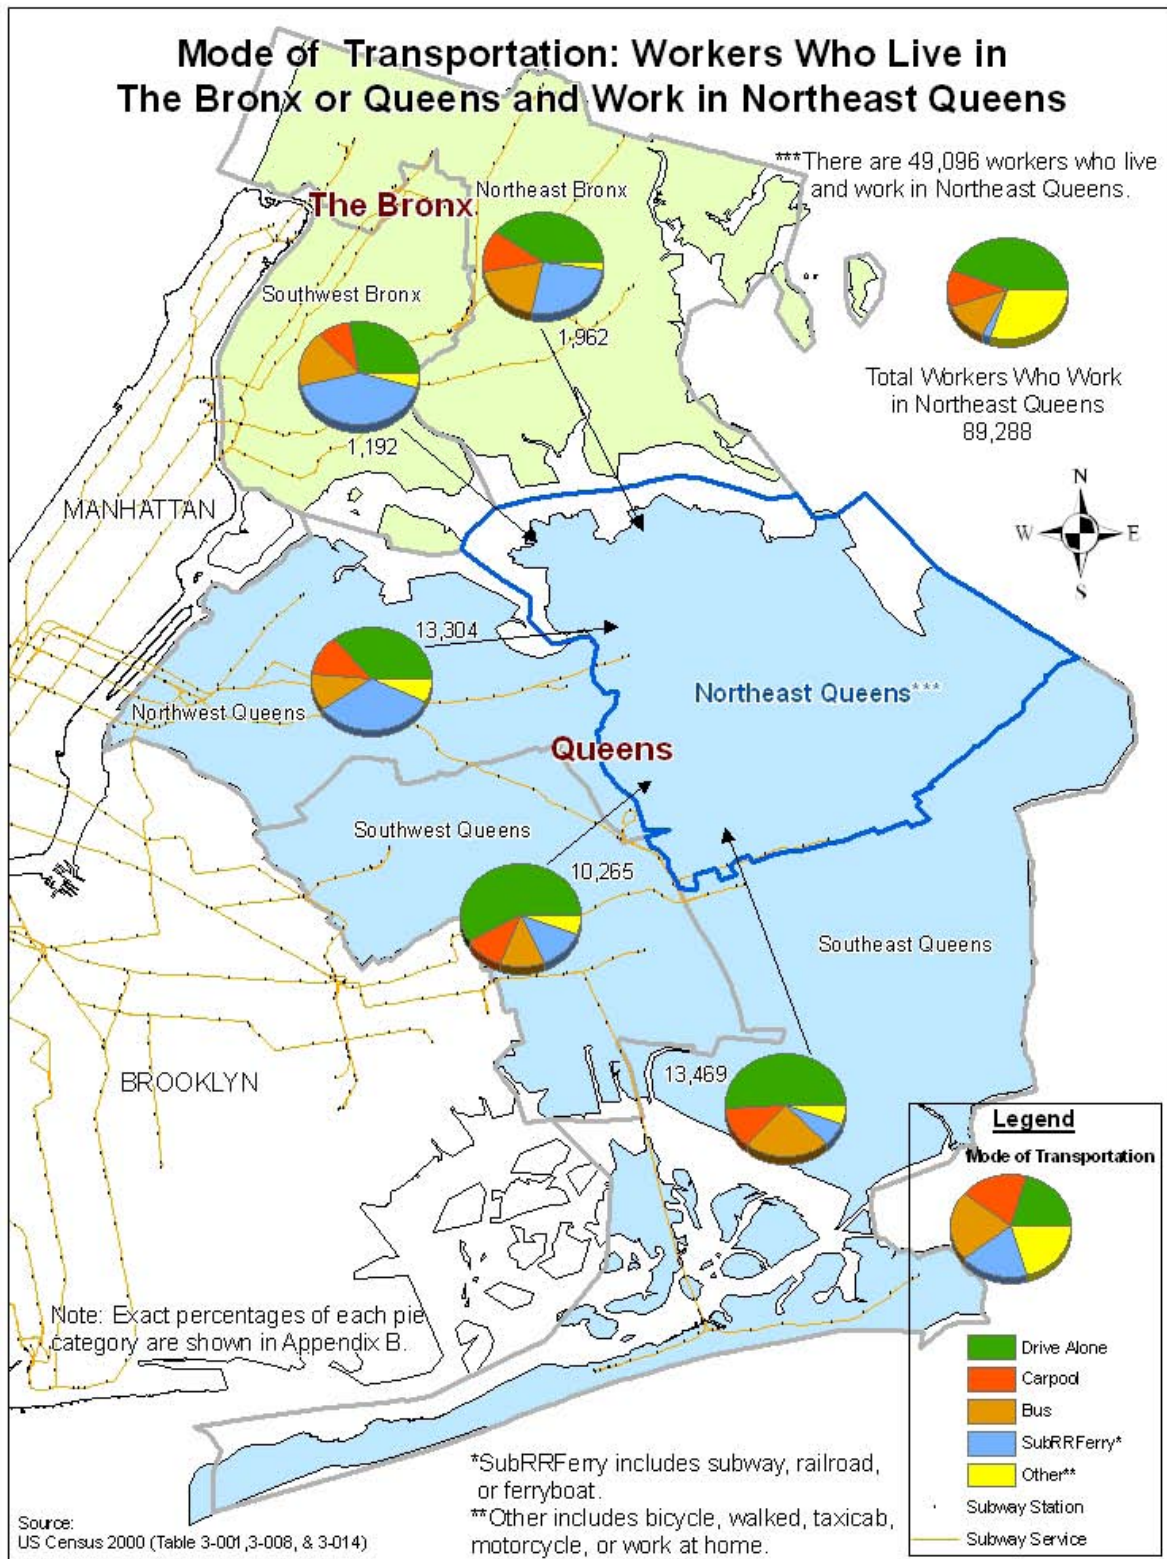 Mode of Transportation: Workers Who Live in
The Bronx or Queens and Work in Northeast Queens
***There are 49,096 workers who live
and work in Northeast Queens.
The Bronx
Northeast Bronx
Southwest Bronx
1,962
1,192
Total Workers Who Work
in Northeast Queens
89,288
MANHATTAN
N
W
E
S
13,304
Northwest Queens
Northeast Queens***
Queens
Southwest Queens
10,265
Southeast Queens
13,469
BROOKLYN
Legend
Mode of Transportation
Drive Alone
Carpool
Bus
SubRRFerry*
Other**
Subway Station
Subway Service
Note: Exact percentages of each pie
category are shown in Appendix B.
*SubRRFerry includes subway, railroad,
or ferryboat.
**Other includes bicycle, walked, taxicab,
motorcycle, or work at home.
Source:
US Census 2000 (Table 3-001,3-008, & 3-014)